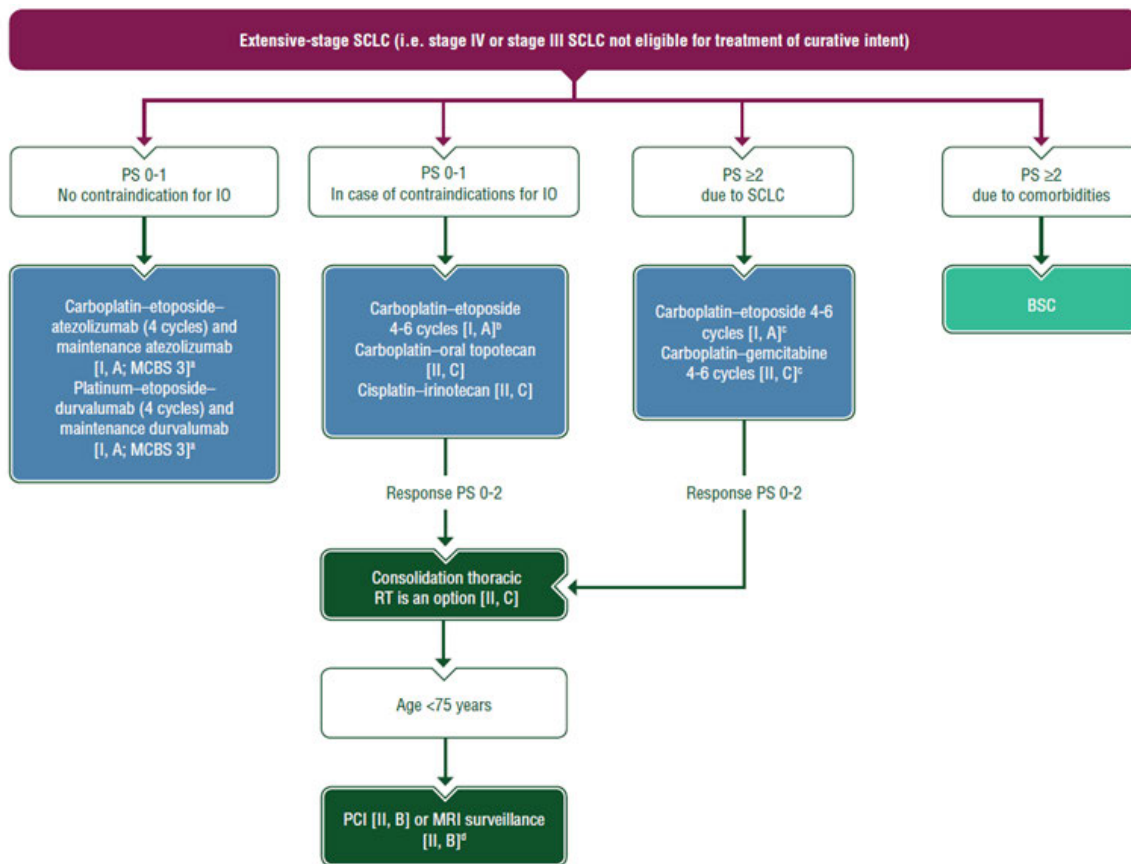 Extensive-stage SCLC (i.e. stage IV or stage III SCLC not eligible for treatment of curative intent)
PS 0-1
No contraindication for IO
PS 0-1
In case of contraindications for IO
PS ≥2
due to SCLC
PS ≥2
due to comorbidities
Carboplatin–etoposide–
atezolizumab (4 cycles) and
maintenance atezolizumab
[I, A; MCBS 3]ᵃ
Platinum–etoposide–
durvalumab (4 cycles) and
maintenance durvalumab
[I, A; MCBS 3]ᵃ
Carboplatin–etoposide
4-6 cycles [I, A]ᵇ
Carboplatin–oral topotecan
[II, C]
Cisplatin–irinotecan [II, C]
Carboplatin–etoposide 4-6
cycles [I, A]ᶜ
Carboplatin–gemcitabine
4-6 cycles [II, C]ᶜ
BSC
Response PS 0-2
Response PS 0-2
Consolidation thoracic
RT is an option [II, C]
Age <75 years
PCI [II, B] or MRI surveillance
[II, B]ᵈ